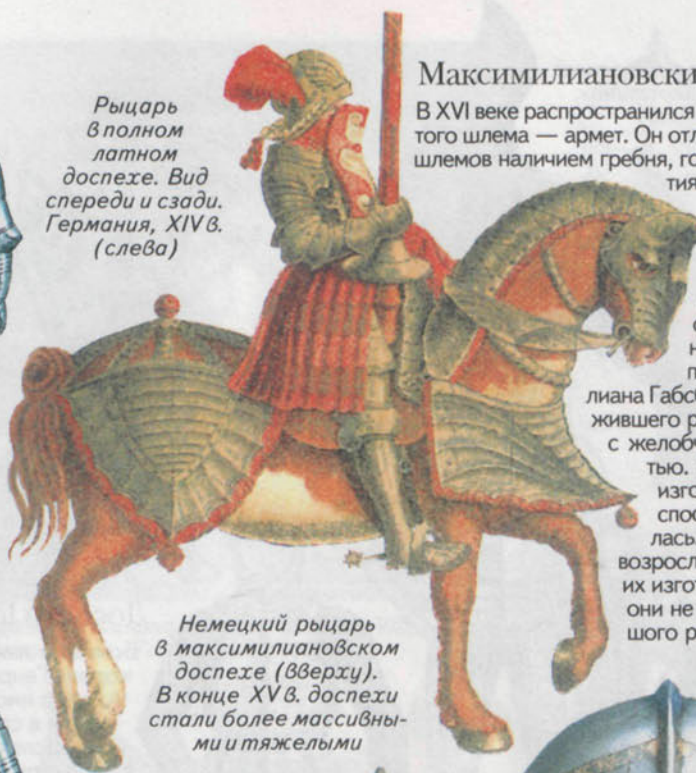 Рыцарь
в полном
латном
доспехе. Вид
спереди и сзади.
Германия, XIV в.
(слева)
Максимилиановски
В XVI веке распространился
того шлема — армет. Он отл
шлемов наличием гребня, го
тия
с
н
п
лиана Габсб
жившего р
с желобч
тью.
изго
спос
лась
возросл
их изгот
они не
шого р
Немецкий рыцарь
в максимилиановском
доспехе (вверху).
В конце XV в. доспехи
стали более массивны-
ми и тяжелыми